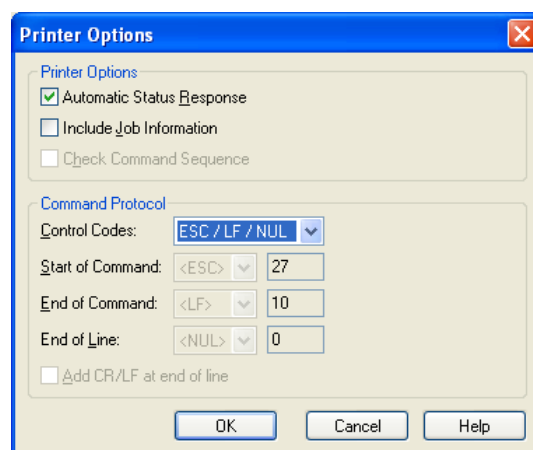 Printer Options
Printer Options
Automatic Status Response
Include Job Information
Check Command Sequence
Command Protocol
Control Codes: ESC / LF / NUL
Start of Command: <ESC> 27
End of Command: <LF> 10
End of Line: <NUL> 0
Add CR/LF at end of line
OK Cancel Help